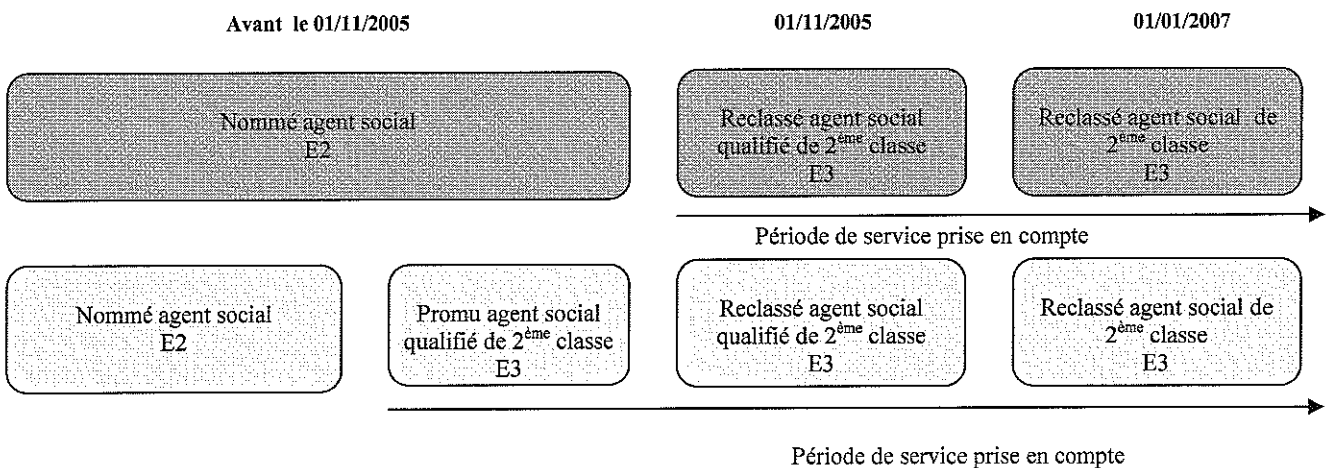 Avant le 01/11/2005
01/11/2005
01/01/2007
Nommé agent social
E2
Reclassé agent social
qualifié de 2ème classe
E3
Reclassé agent social de
2ème classe
E3
Période de service prise en compte
Nommé agent social
E2
Promu agent social
qualifié de 2ème classe
E3
Reclassé agent social
qualifié de 2ème classe
E3
Reclassé agent social de
2ème classe
E3
Période de service prise en compte